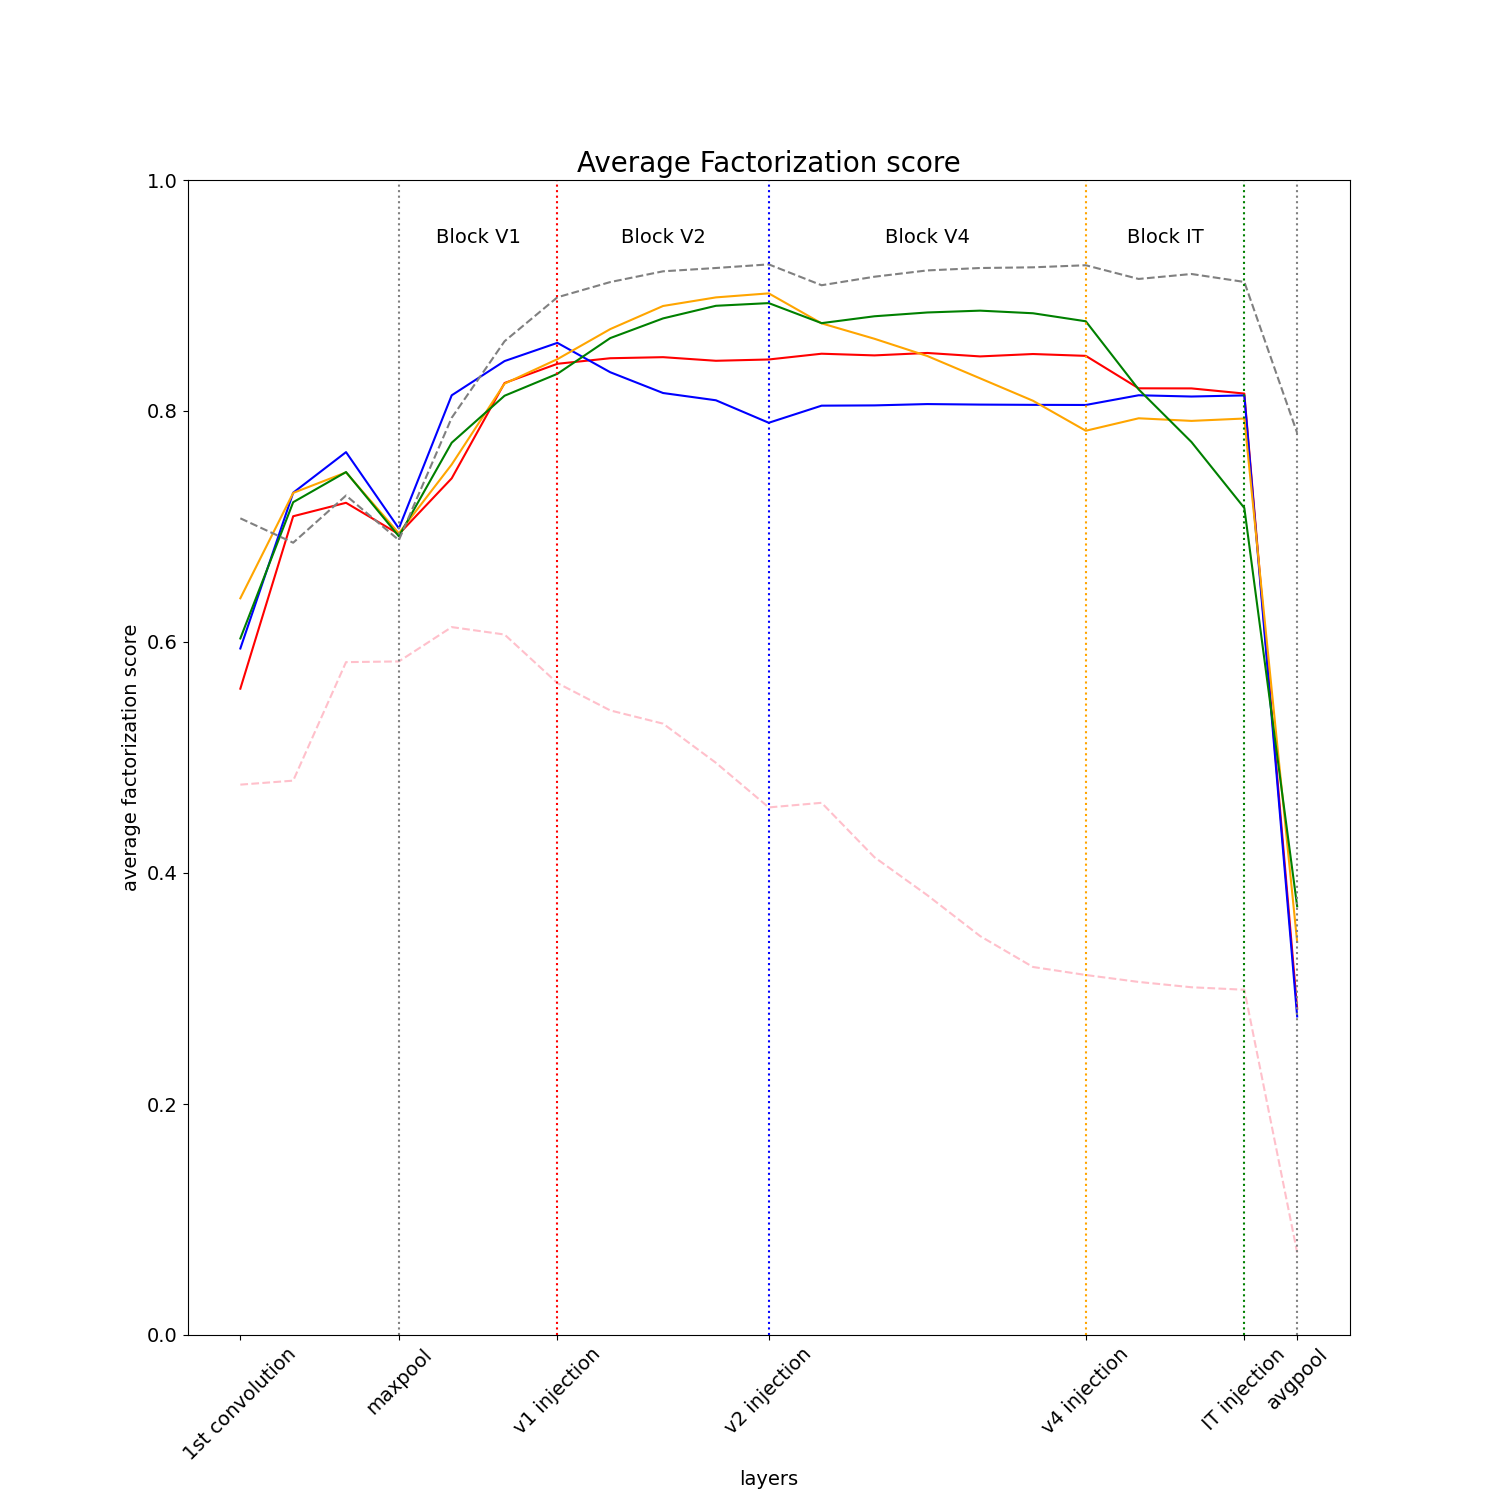 Average Factorization score
1.0
Block V1
Block V2
Block V4
Block IT
0.8
0.6
0.4
0.2
0.0
average factorization score
1st convolution
maxpool
v1 injection
v2 injection
v4 injection
IT injection
avgpool
layers